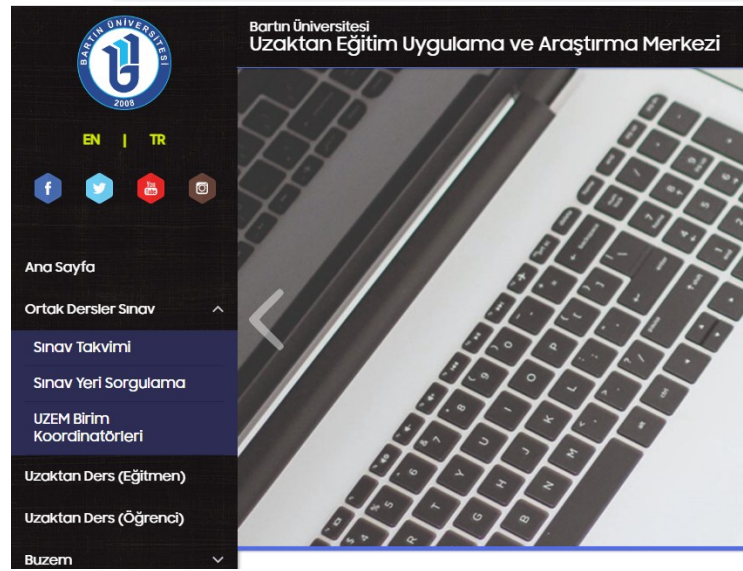 BARTIN ÜNİVERSİTESİ
2008
EN | TR
Ana Sayfa
Ortak Dersler Sınav
Sınav Takvimi
Sınav Yeri Sorgulama
UZEM Birim
Koordinatörleri
Uzaktan Ders (Eğitmen)
Uzaktan Ders (Öğrenci)
Buzem
Bartın Üniversitesi
Uzaktan Eğitim Uygulama ve Araştırma Merkezi